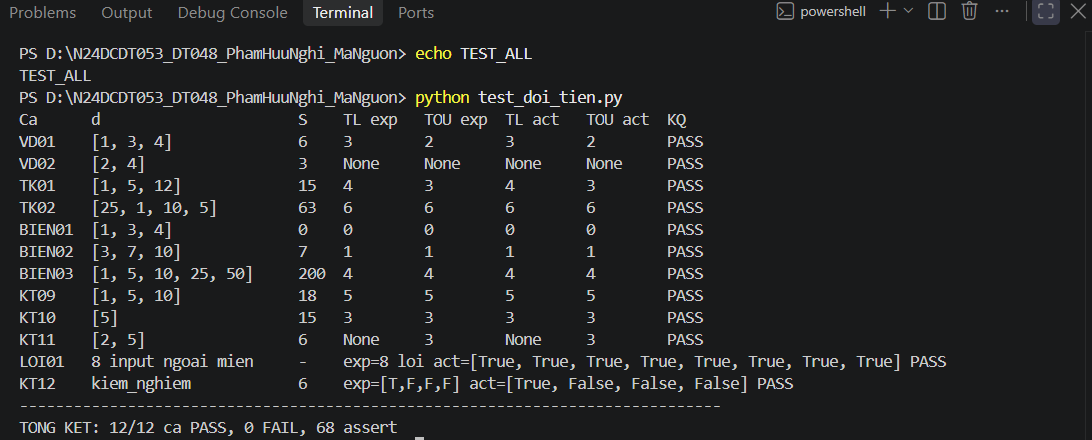 Problems Output Debug Console Terminal Ports powershell
PS D:\N24DCDT053_DT048_PhamHuuNghi_MaNguon> echo TEST_ALL
TEST_ALL
PS D:\N24DCDT053_DT048_PhamHuuNghi_MaNguon> python test_doi_tien.py
Ca d S TL exp TOU exp TL act TOU act KQ
VD01 [1, 3, 4] 6 3 2 3 2 PASS
VD02 [2, 4] 3 None None None None PASS
TK01 [1, 5, 12] 15 4 3 4 3 PASS
TK02 [25, 1, 10, 5] 63 6 6 6 6 PASS
BIEN01 [1, 3, 4] 0 0 0 0 0 PASS
BIEN02 [3, 7, 10] 7 1 1 1 1 PASS
BIEN03 [1, 5, 10, 25, 50] 200 4 4 4 4 PASS
KT09 [1, 5, 10] 18 5 5 5 5 PASS
KT10 [5] 15 3 3 3 3 PASS
KT11 [2, 5] 6 None 3 None 3 PASS
LOI01 8 input ngoai mien - exp=8 loi act=[True, True, True, True, True, True, True, True] PASS
KT12 kiem_nghiem 6 exp=[T,F,F,F] act=[True, False, False, False] PASS
------------------------------------------------------------------------------
TONG KET: 12/12 ca PASS, 0 FAIL, 68 assert